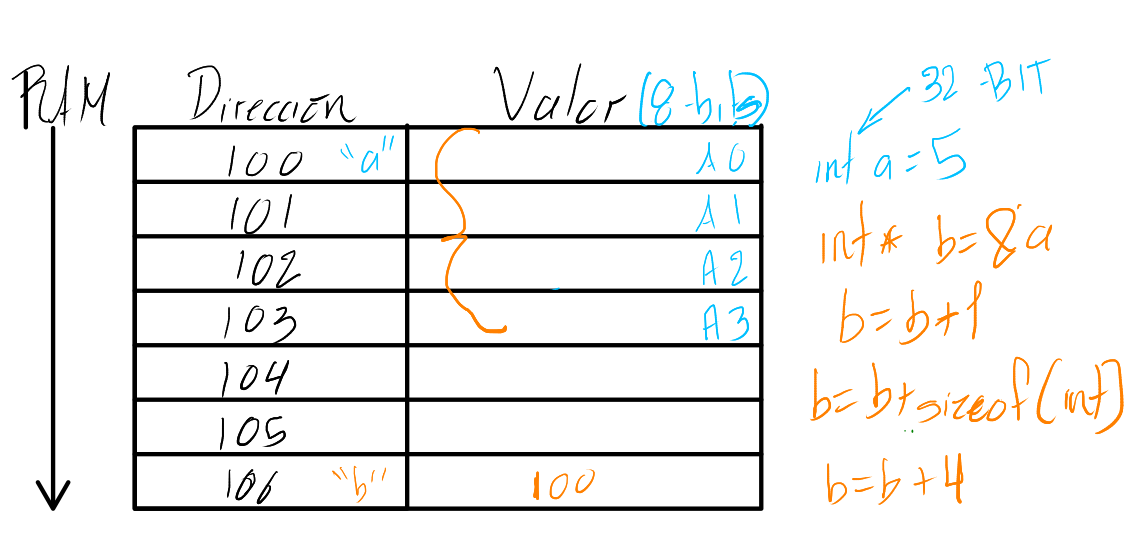 RAM Dirección Valor (8-bits)
100 "a" A0
101 A1
102 A2
103 A3
104
105
106 "b" 100
32-BIT
int a=5
int* b=&a
b=b+1
b=b+sizeof(int)
b=b+4